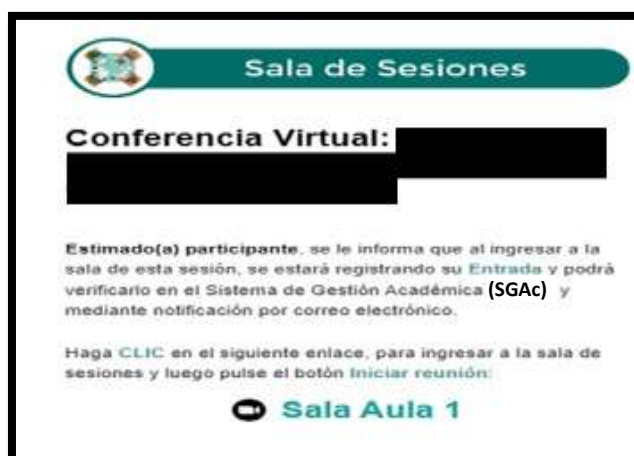 Sala de Sesiones
Conferencia Virtual:
Estimado(a) participante, se le informa que al ingresar a la
sala de esta sesión, se estará registrando su Entrada y podrá
verificarlo en el Sistema de Gestión Académica (SGAc) y
mediante notificación por correo electrónico.
Haga CLIC en el siguiente enlace, para ingresar a la sala de
sesiones y luego pulse el botón Iniciar reunión:
Sala Aula 1